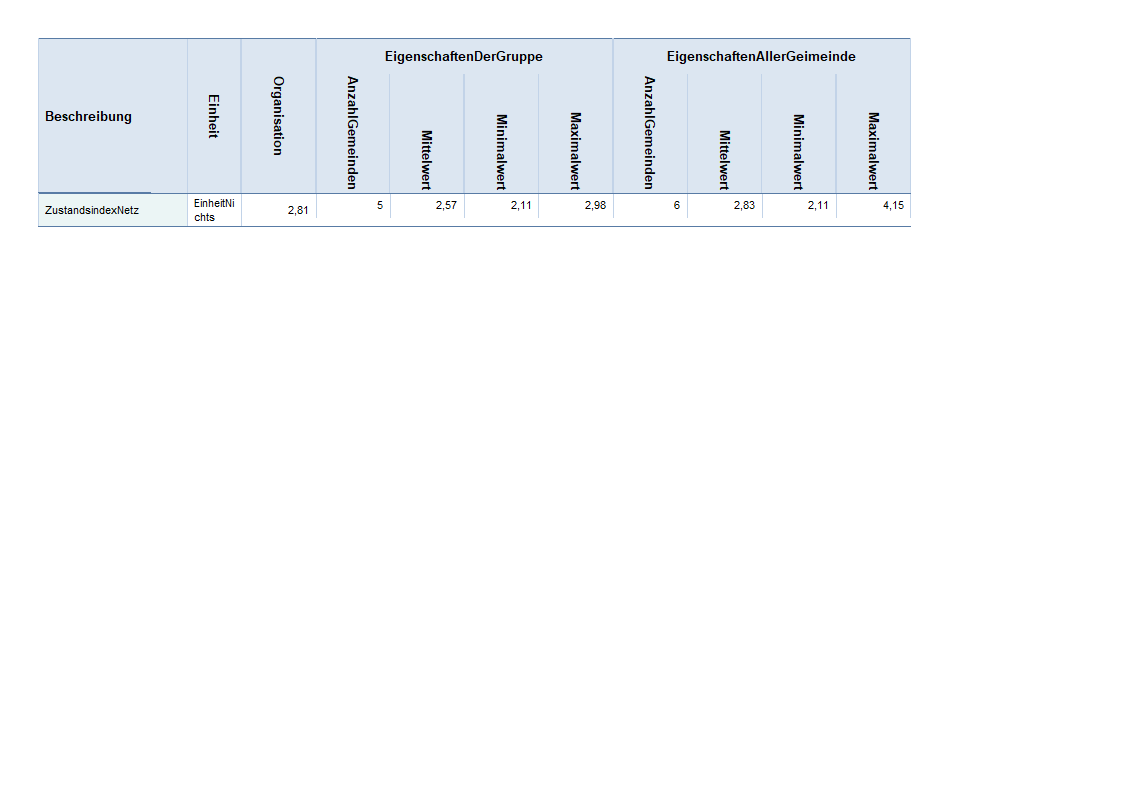 EigenschaftenDerGruppe
EigenschaftenAllerGeimeinde
Beschreibung
Einheit
Organisation
AnzahlGemeinden
Mittelwert
Minimalwert
Maximalwert
AnzahlGemeinden
Mittelwert
Minimalwert
Maximalwert
ZustandsindexNetz
EinheitNi
chts
2,81
5
2,57
2,11
2,98
6
2,83
2,11
4,15